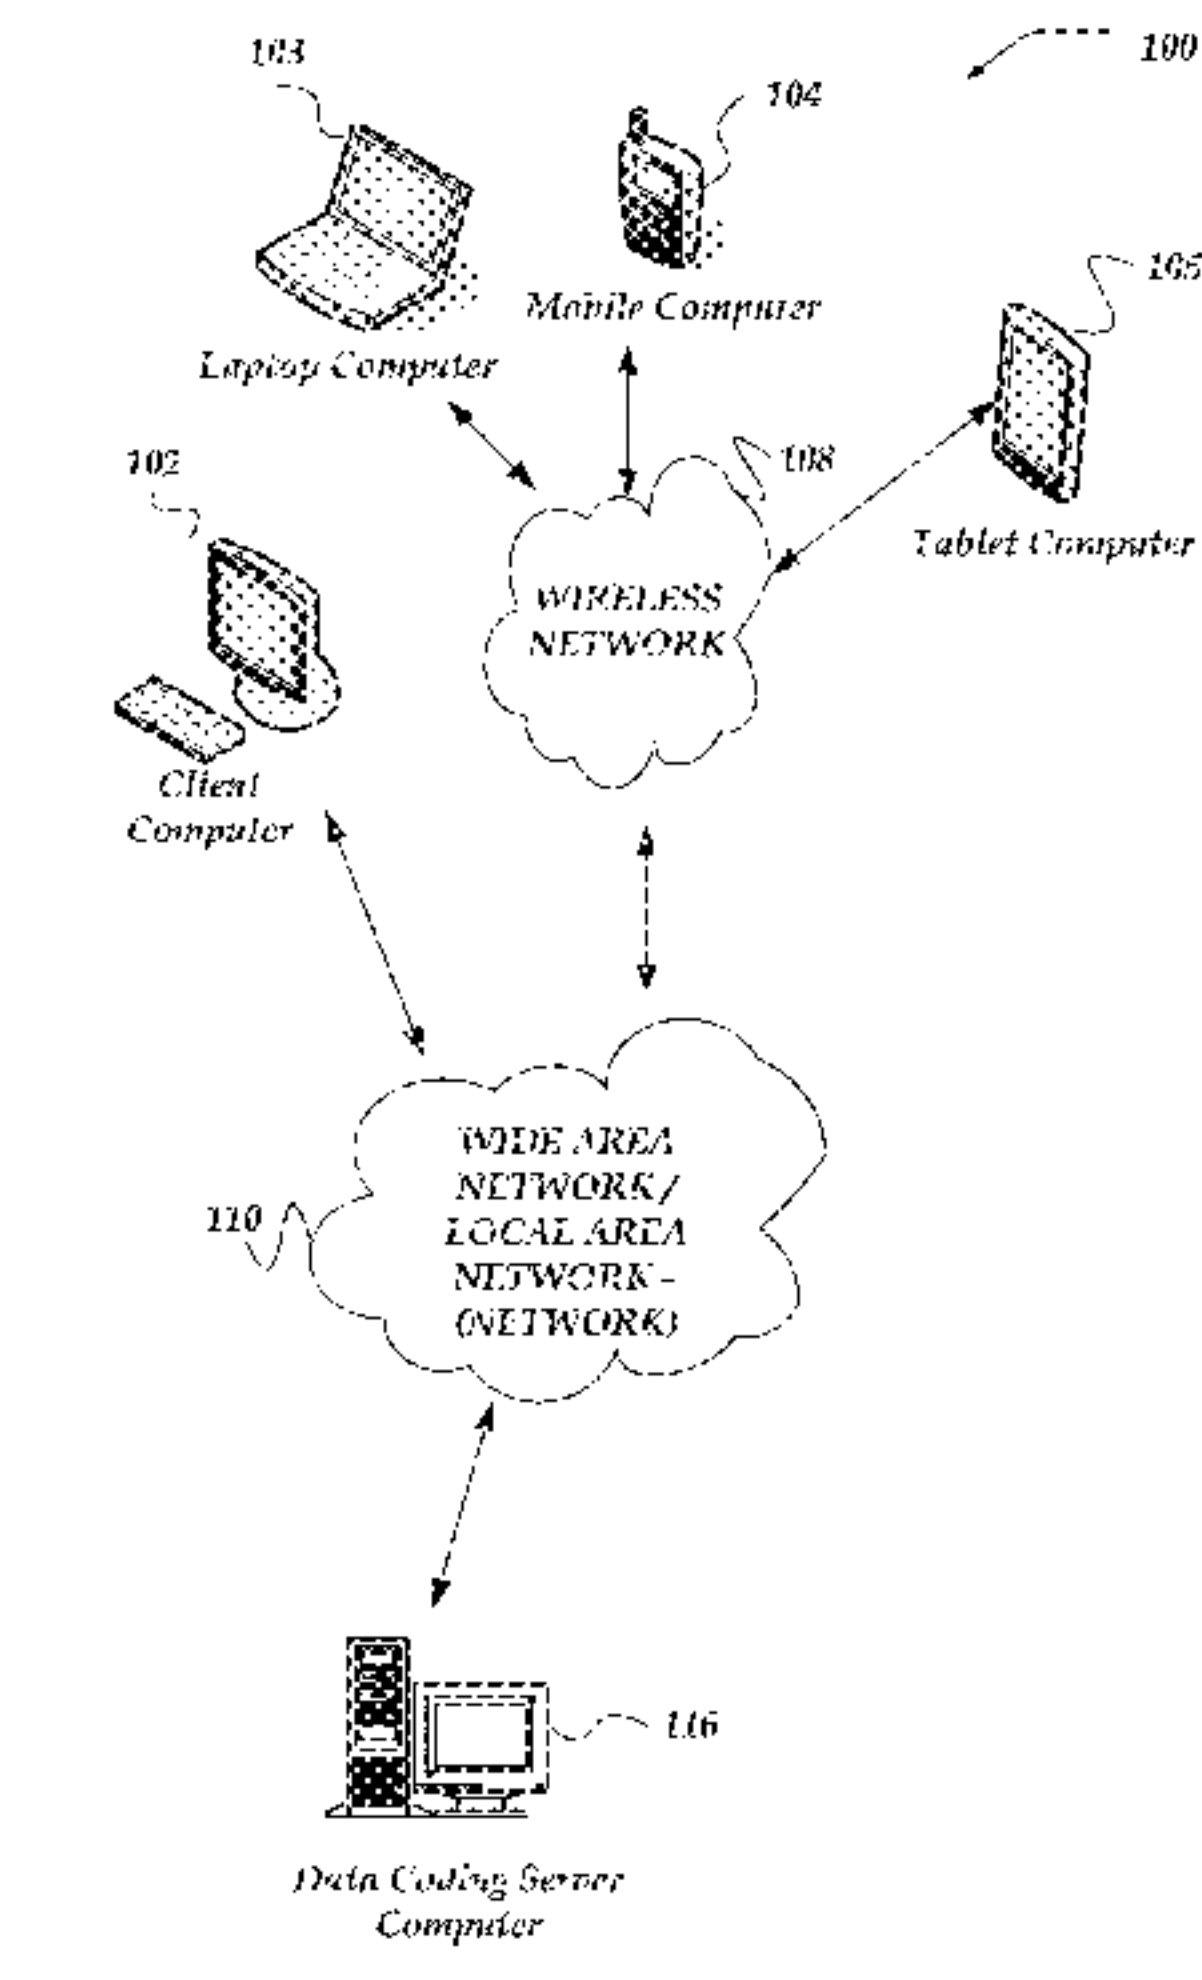 103
104
100
105
Mobile Computer
Laptop Computer
108
102
Tablet Computer
WIRELESS
NETWORK
Client
Computer
WIDE AREA
NETWORK /
110
LOCAL AREA
NETWORK -
(NETWORK)
116
Data Coding Server
Computer